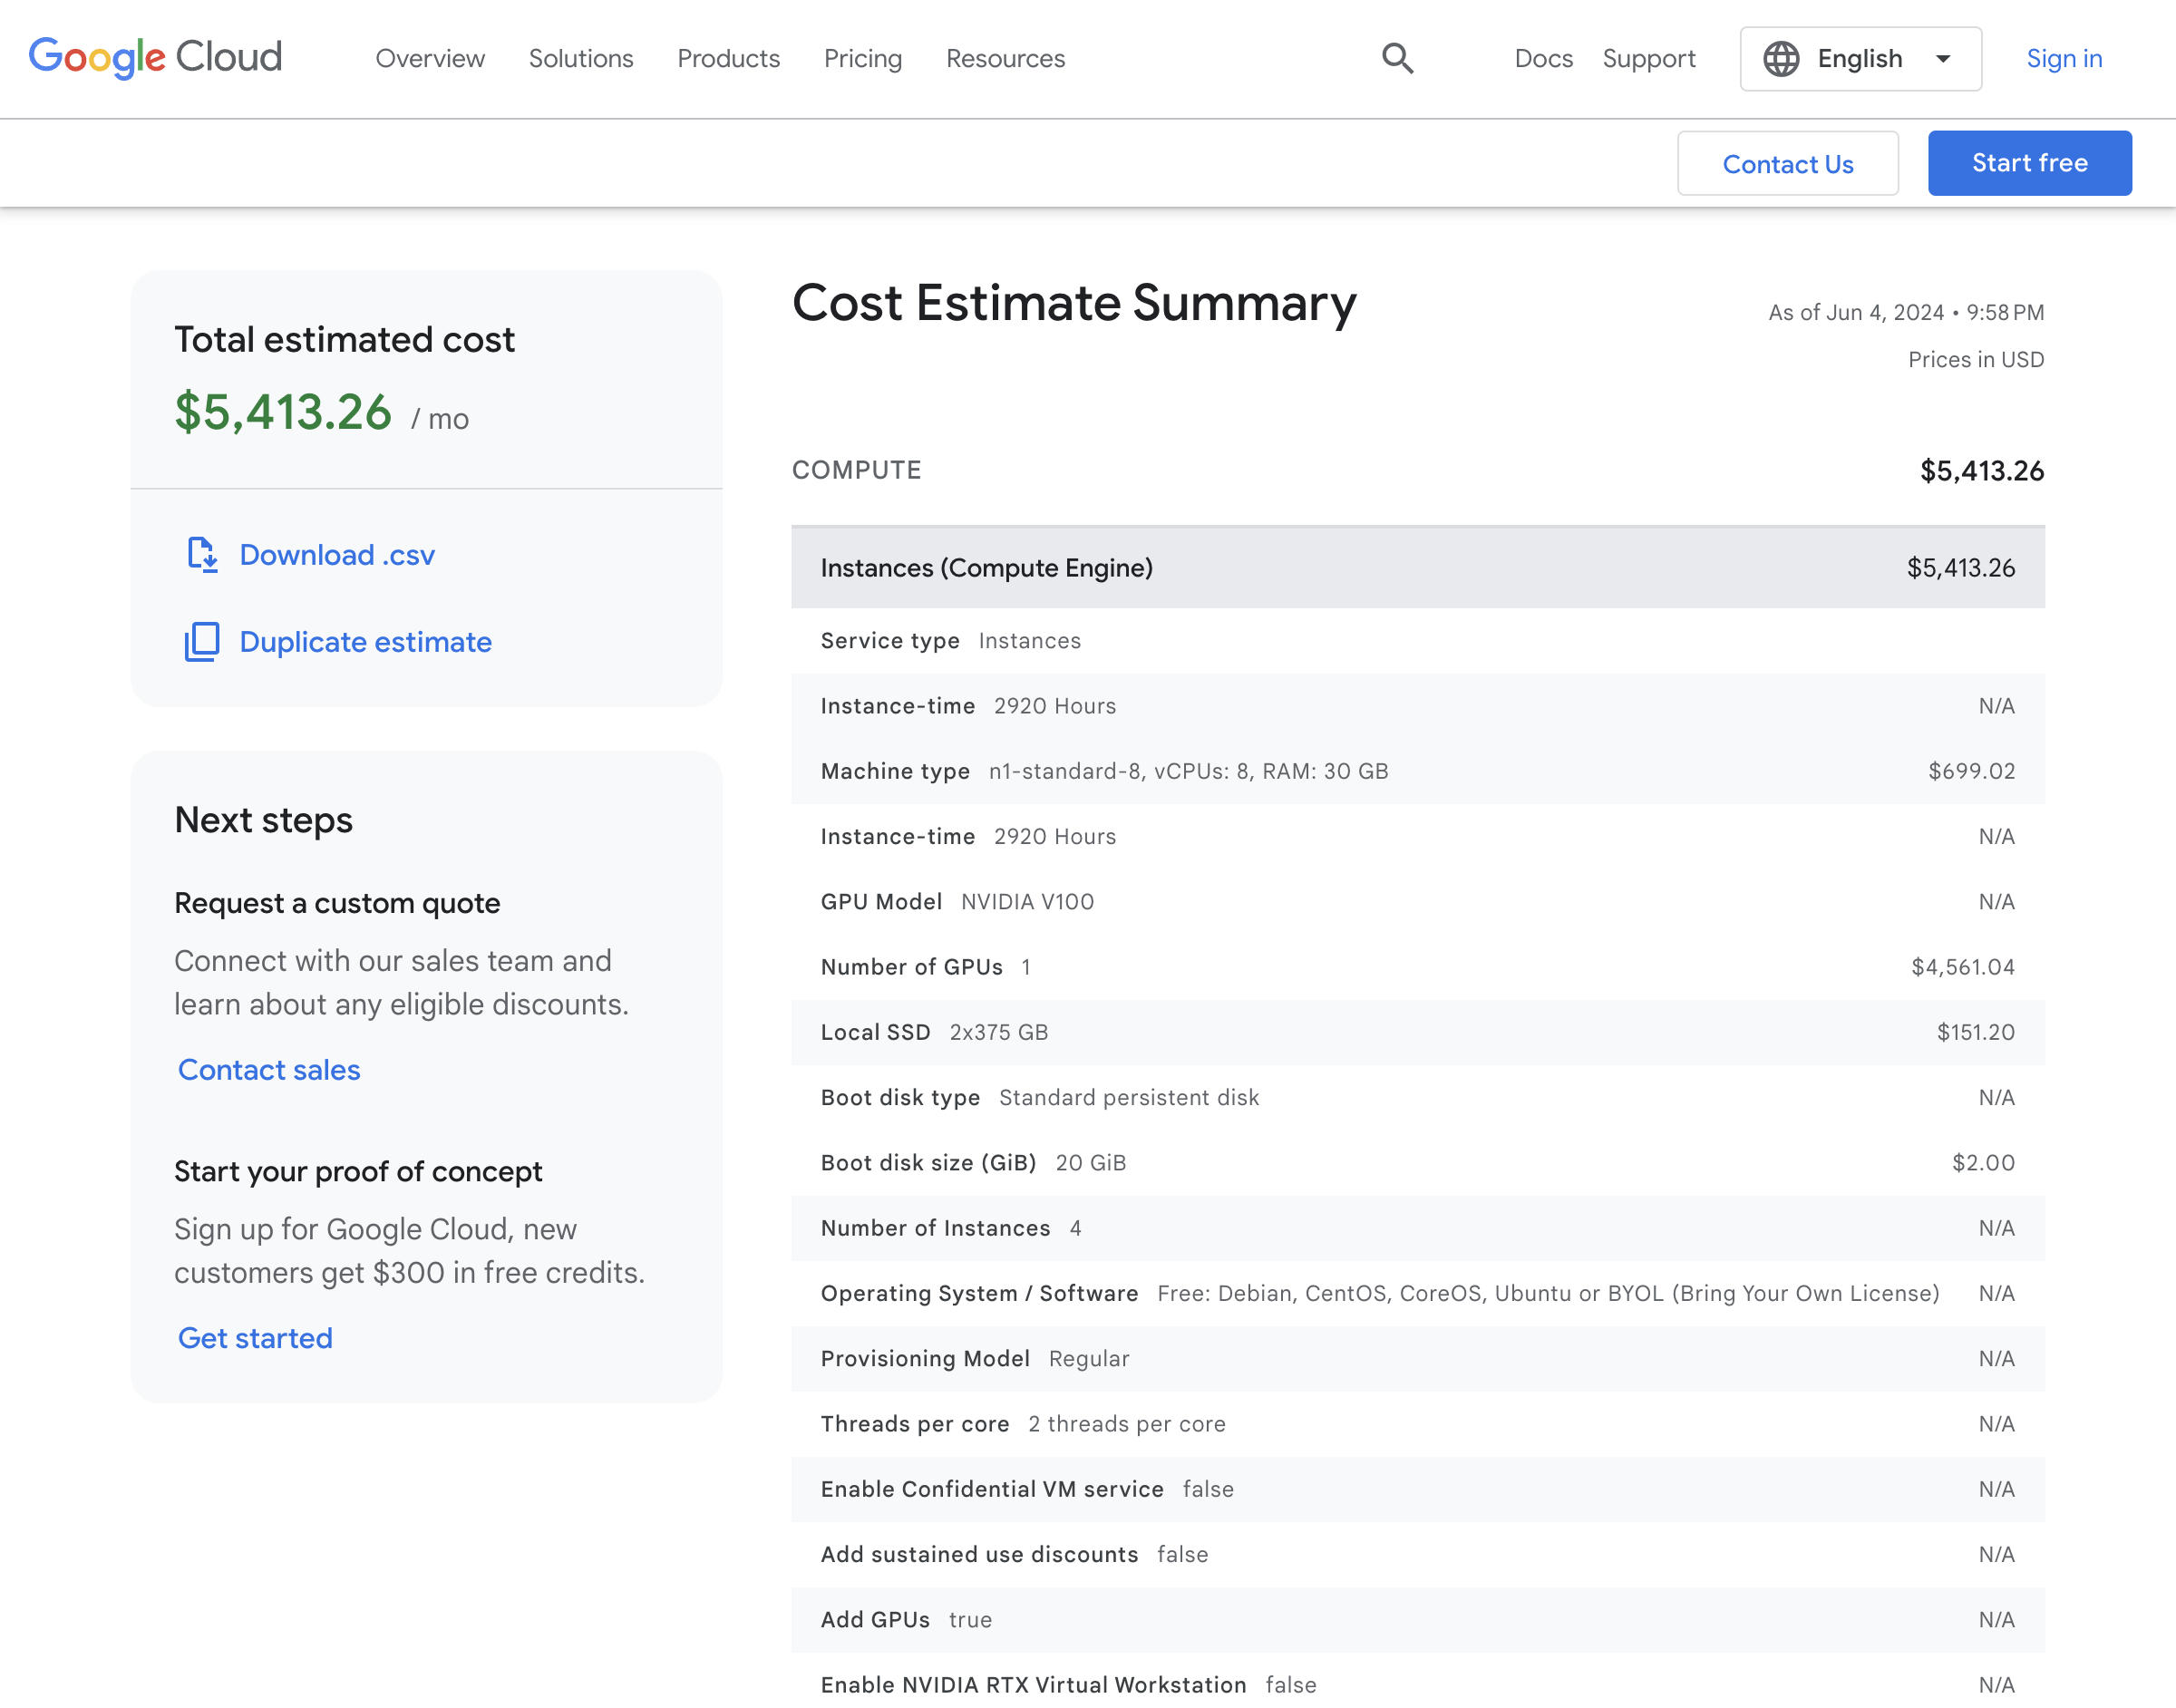 Google Cloud Overview Solutions Products Pricing Resources Docs Support English Sign in
Contact Us Start free
Total estimated cost
$5,413.26 / mo
Download .csv
Duplicate estimate
Next steps
Request a custom quote
Connect with our sales team and
learn about any eligible discounts.
Contact sales
Start your proof of concept
Sign up for Google Cloud, new
customers get $300 in free credits.
Get started
Cost Estimate Summary
As of Jun 4, 2024 • 9:58 PM
Prices in USD
COMPUTE $5,413.26
Instances (Compute Engine) $5,413.26
Service type Instances
Instance-time 2920 Hours N/A
Machine type n1-standard-8, vCPUs: 8, RAM: 30 GB $699.02
Instance-time 2920 Hours N/A
GPU Model NVIDIA V100 N/A
Number of GPUs 1 $4,561.04
Local SSD 2x375 GB $151.20
Boot disk type Standard persistent disk N/A
Boot disk size (GiB) 20 GiB $2.00
Number of Instances 4 N/A
Operating System / Software Free: Debian, CentOS, CoreOS, Ubuntu or BYOL (Bring Your Own License) N/A
Provisioning Model Regular N/A
Threads per core 2 threads per core N/A
Enable Confidential VM service false N/A
Add sustained use discounts false N/A
Add GPUs true N/A
Enable NVIDIA RTX Virtual Workstation false N/A